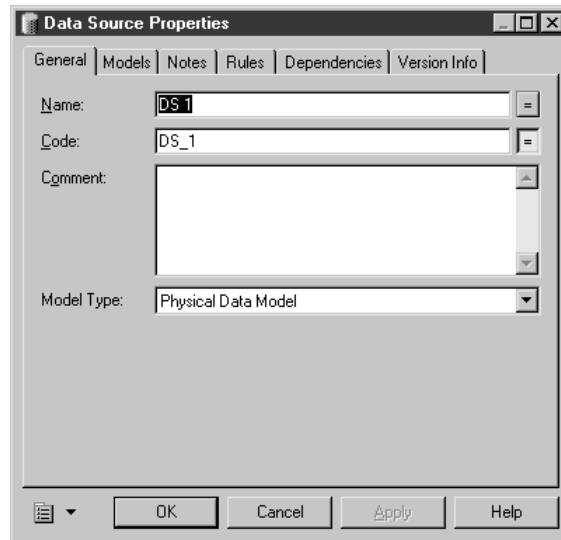 Data Source Properties
General Models Notes Rules Dependencies Version Info
Name: DS 1 =
Code: DS_1 =
Comment:
Model Type: Physical Data Model
OK Cancel Apply Help